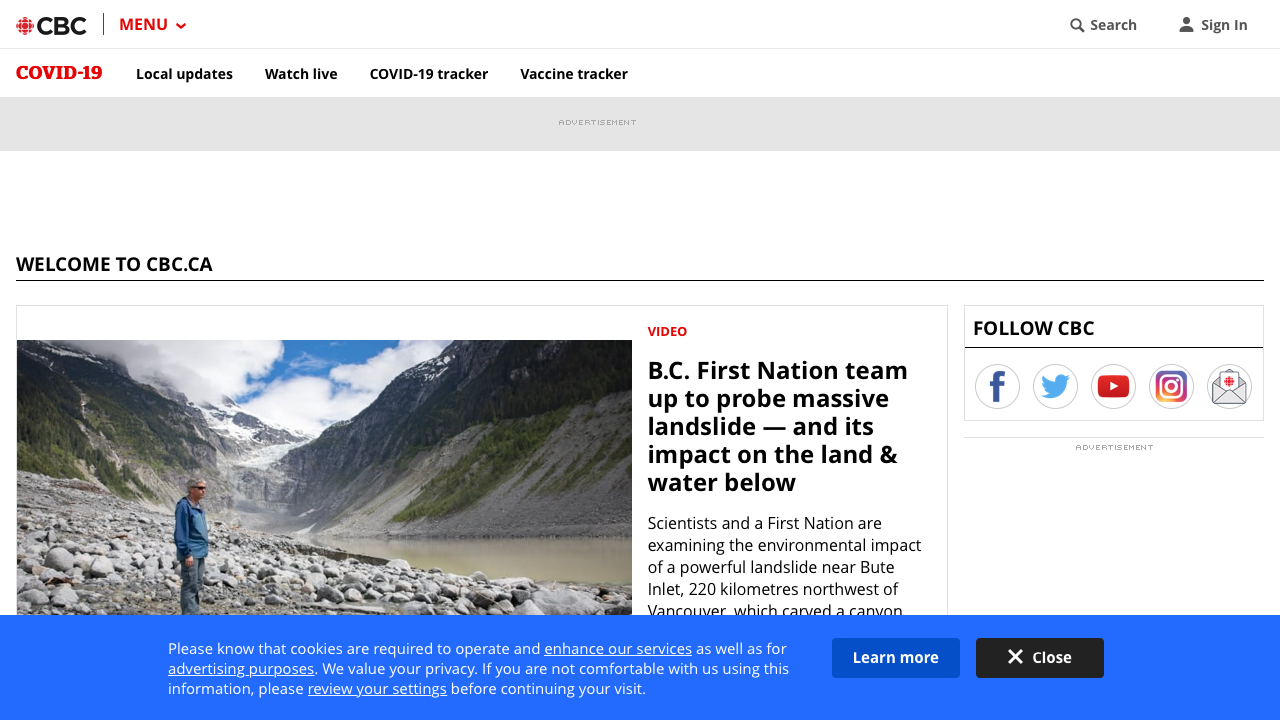 CBC
MENU
Search
Sign In
COVID-19
Local updates
Watch live
COVID-19 tracker
Vaccine tracker
ADVERTISEMENT
WELCOME TO CBC.CA
VIDEO
B.C. First Nation team
up to probe massive
landslide — and its
impact on the land &
water below
Scientists and a First Nation are
examining the environmental impact
of a powerful landslide near Bute
Inlet, 220 kilometres northwest of
Vancouver, which carved a canyon
FOLLOW CBC
ADVERTISEMENT
Please know that cookies are required to operate and enhance our services as well as for
advertising purposes. We value your privacy. If you are not comfortable with us using this
information, please review your settings before continuing your visit.
Learn more
Close